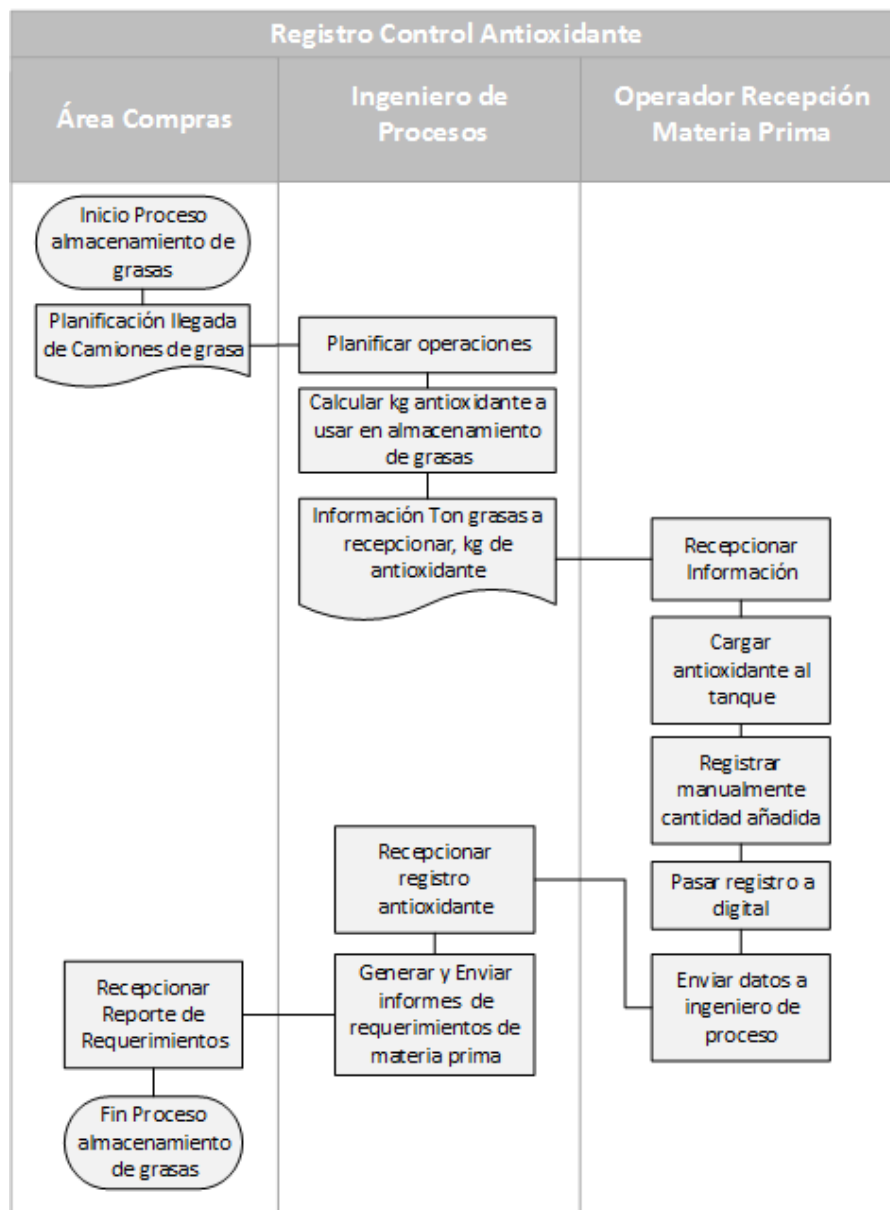 Registro Control Antioxidante
Área Compras
Ingeniero de
Procesos
Operador Recepción
Materia Prima
Inicio Proceso
almacenamiento de
grasas
Planificación llegada
de Camiones de grasa
Planificar operaciones
Calcular kg antioxidante a
usar en almacenamiento
de grasas
Información Ton grasas a
recepcionar, kg de
antioxidante
Recepcionar
Información
Cargar
antioxidante al
tanque
Registrar
manualmente
cantidad añadida
Pasar registro a
digital
Enviar datos a
ingeniero de
proceso
Recepcionar
registro
antioxidante
Generar y Enviar
informes de
requerimientos de
materia prima
Recepcionar
Reporte de
Requerimientos
Fin Proceso
almacenamiento
de grasas